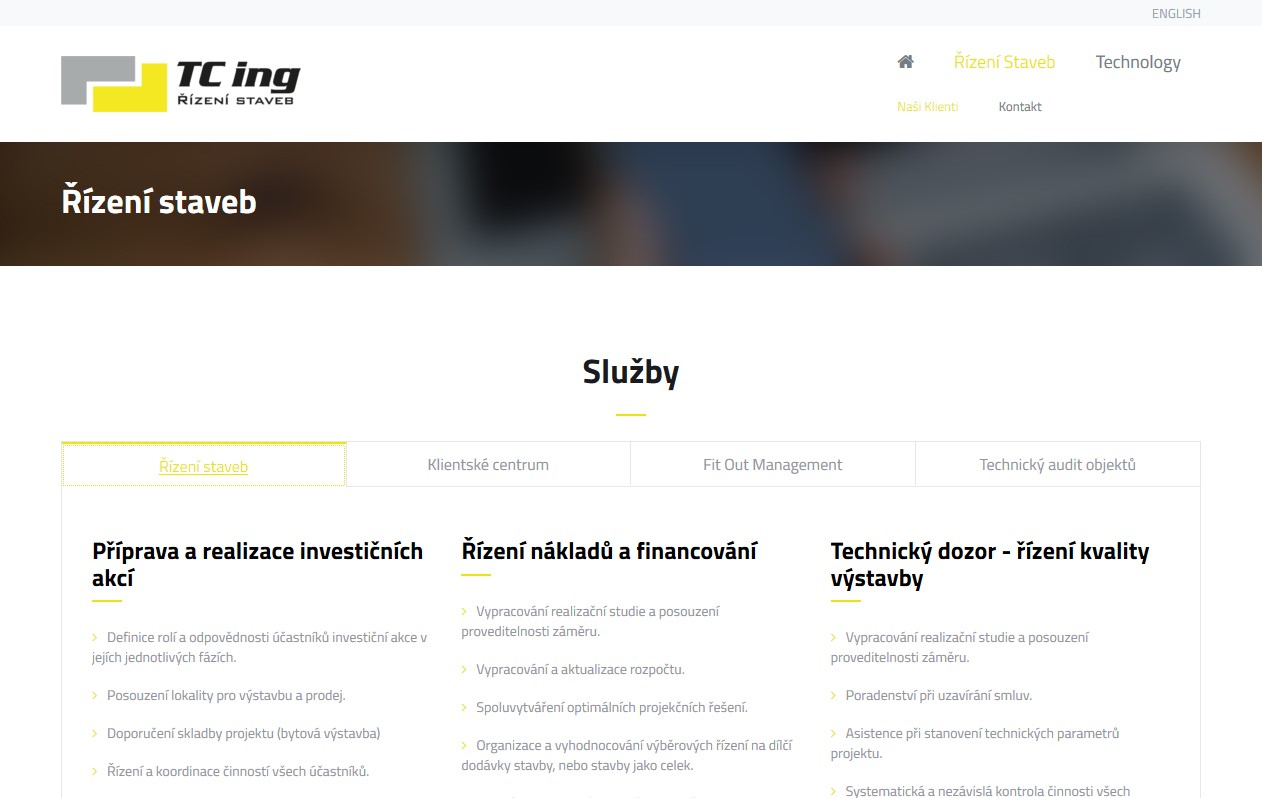 ENGLISH
TC ing
ŘÍZENÍ STAVEB
Řízení Staveb
Technology
Naši Klienti
Kontakt
Řízení staveb
Služby
Řízení staveb
Klientské centrum
Fit Out Management
Technický audit objektů
Příprava a realizace investičních
akcí
Definice rolí a odpovědnosti účastníků investiční akce v
jejích jednotlivých fázích.
Posouzení lokality pro výstavbu a prodej.
Doporučení skladby projektu (bytová výstavba)
Řízení a koordinace činností všech účastníků.
Řízení nákladů a financování
Vypracování realizační studie a posouzení
proveditelnosti záměru.
Vypracování a aktualizace rozpočtu.
Spoluvytváření optimálních projekčních řešení.
Organizace a vyhodnocování výběrových řízení na dílčí
dodávky stavby, nebo stavby jako celek.
Technický dozor - řízení kvality
výstavby
Vypracování realizační studie a posouzení
proveditelnosti záměru.
Poradenství při uzavírání smluv.
Asistence při stanovení technických parametrů
projektu.
Systematická a nezávislá kontrola činnosti všech